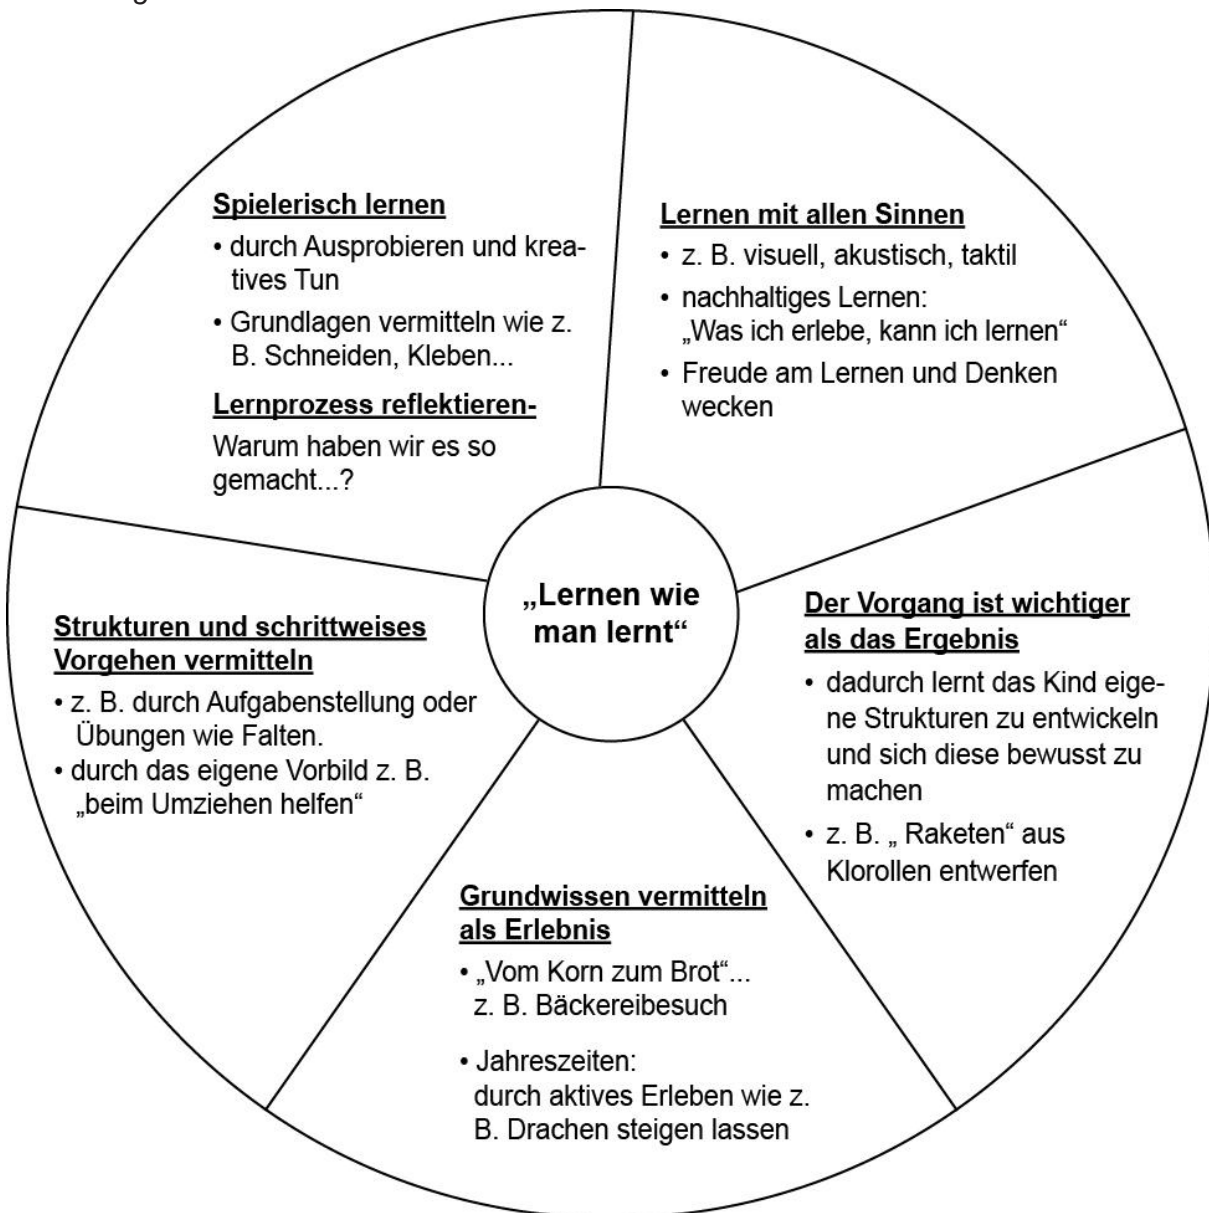 Spielerisch lernen
• durch Ausprobieren und krea-
tives Tun
• Grundlagen vermitteln wie z.
B. Schneiden, Kleben...
Lernprozess reflektieren-
Warum haben wir es so
gemacht...?
Lernen mit allen Sinnen
• z. B. visuell, akustisch, taktil
• nachhaltiges Lernen:
„Was ich erlebe, kann ich lernen“
• Freude am Lernen und Denken
wecken
„Lernen wie
man lernt“
Der Vorgang ist wichtiger
als das Ergebnis
• dadurch lernt das Kind eige-
ne Strukturen zu entwickeln
und sich diese bewusst zu
machen
• z. B. „ Raketen“ aus
Klorollen entwerfen
Strukturen und schrittweises
Vorgehen vermitteln
• z. B. durch Aufgabenstellung oder
Übungen wie Falten.
• durch das eigene Vorbild z. B.
„beim Umziehen helfen“
Grundwissen vermitteln
als Erlebnis
• „Vom Korn zum Brot“...
z. B. Bäckereibesuch
• Jahreszeiten:
durch aktives Erleben wie z.
B. Drachen steigen lassen